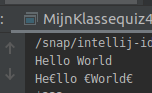 MijnKlassequiz4
/snap/intellij-id
Hello World
He€llo €World€